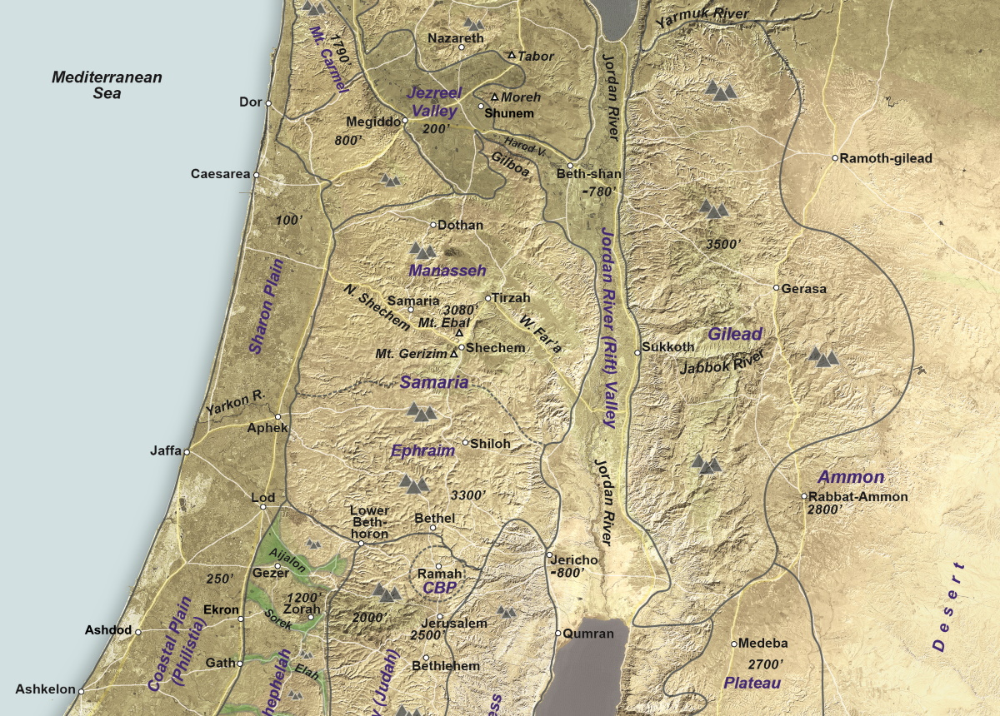 Yarmuk River
Mt. Carmel
1790’
Nazareth
Tabor
Mediterranean
Sea
Jordan River
Dor
Jezreel
Valley
Moreh
Shunem
Megiddo
200’
800’
Harod V.
Gilboa
Ramoth-gilead
Caesarea
Beth-shan
-780’
100’
Dothan
3500’
Manasseh
Sharon Plain
Jordan River (Rift) Valley
Gerasa
N. Shechem
Samaria
Tirzah
3080’
Mt. Ebal
W. Far’a
Gilead
Shechem
Mt. Gerizim
Sukkoth
Jabbok River
Samaria
Yarkon R.
Aphek
Jaffa
Shiloh
Ephraim
Jordan River
Ammon
Lod
3300’
Rabbat-Ammon
2800’
Lower
Beth-
horon
Bethel
Aijalon
Gezer
Jericho
-800’
250’
Ramah
CBP
Desert
1200’
Zorah
Ekron
Sorek
2000’
Jerusalem
2500’
Ashdod
Coastal Plain
(Philistia)
Qumran
Medeba
2700’
Plateau
Gath
Elah
Bethlehem
Ashkelon
hephelah
(Judah)
ess